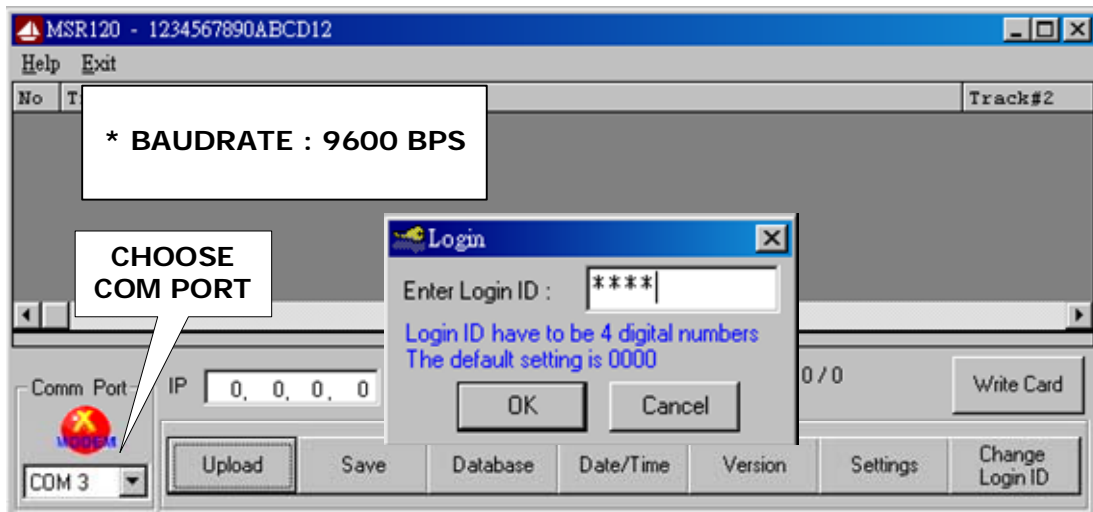 MSR120 - 1234567890ABCD12
Help Exit
No Track#2
* BAUDRATE : 9600 BPS
CHOOSE
COM PORT
Login
Enter Login ID : ****
Login ID have to be 4 digital numbers
The default setting is 0000
OK Cancel
Comm Port
IP 0, 0, 0, 0
0 / 0
Write Card
MODEM
COM 3
Upload Save Database Date/Time Version Settings Change
Login ID